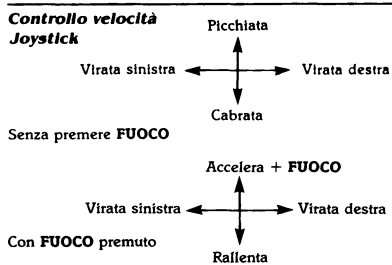 Controllo velocità
Joystick
Picchiata
Virata sinistra
Virata destra
Cabrata
Senza premere FUOCO
Accelera + FUOCO
Virata sinistra
Virata destra
Con FUOCO premuto
Rallenta